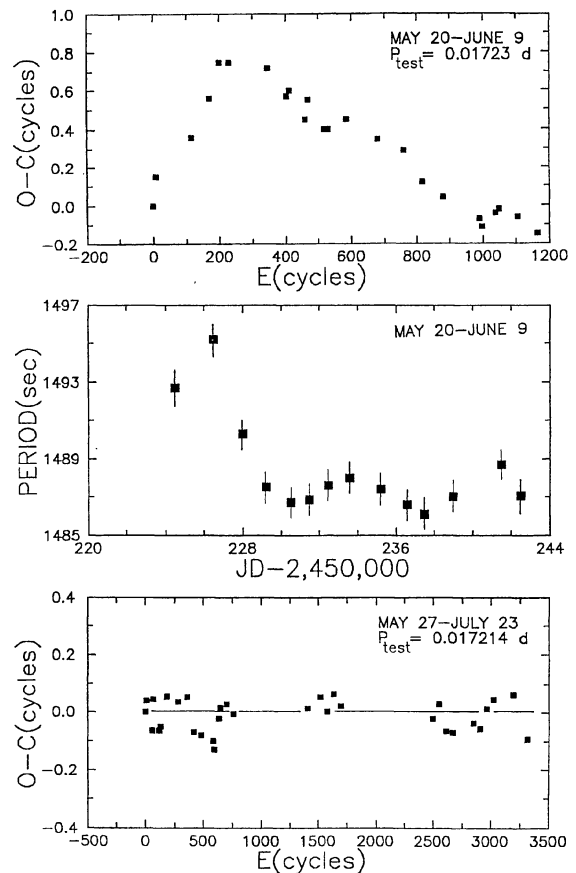 1.0
0.8
0.6
0.4
0.2
0.0
−0.2
O−C(cycles)
MAY 20−JUNE 9
P_test= 0.01723 d
−200 0 200 400 600 800 1000 1200
E(cycles)
1497
1493
1489
1485
PERIOD(sec)
MAY 20−JUNE 9
220 228 236 244
JD−2,450,000
0.4
0.2
0.0
−0.2
−0.4
O−C(cycles)
MAY 27−JULY 23
P_test= 0.017214 d
−500 0 500 1000 1500 2000 2500 3000 3500
E(cycles)